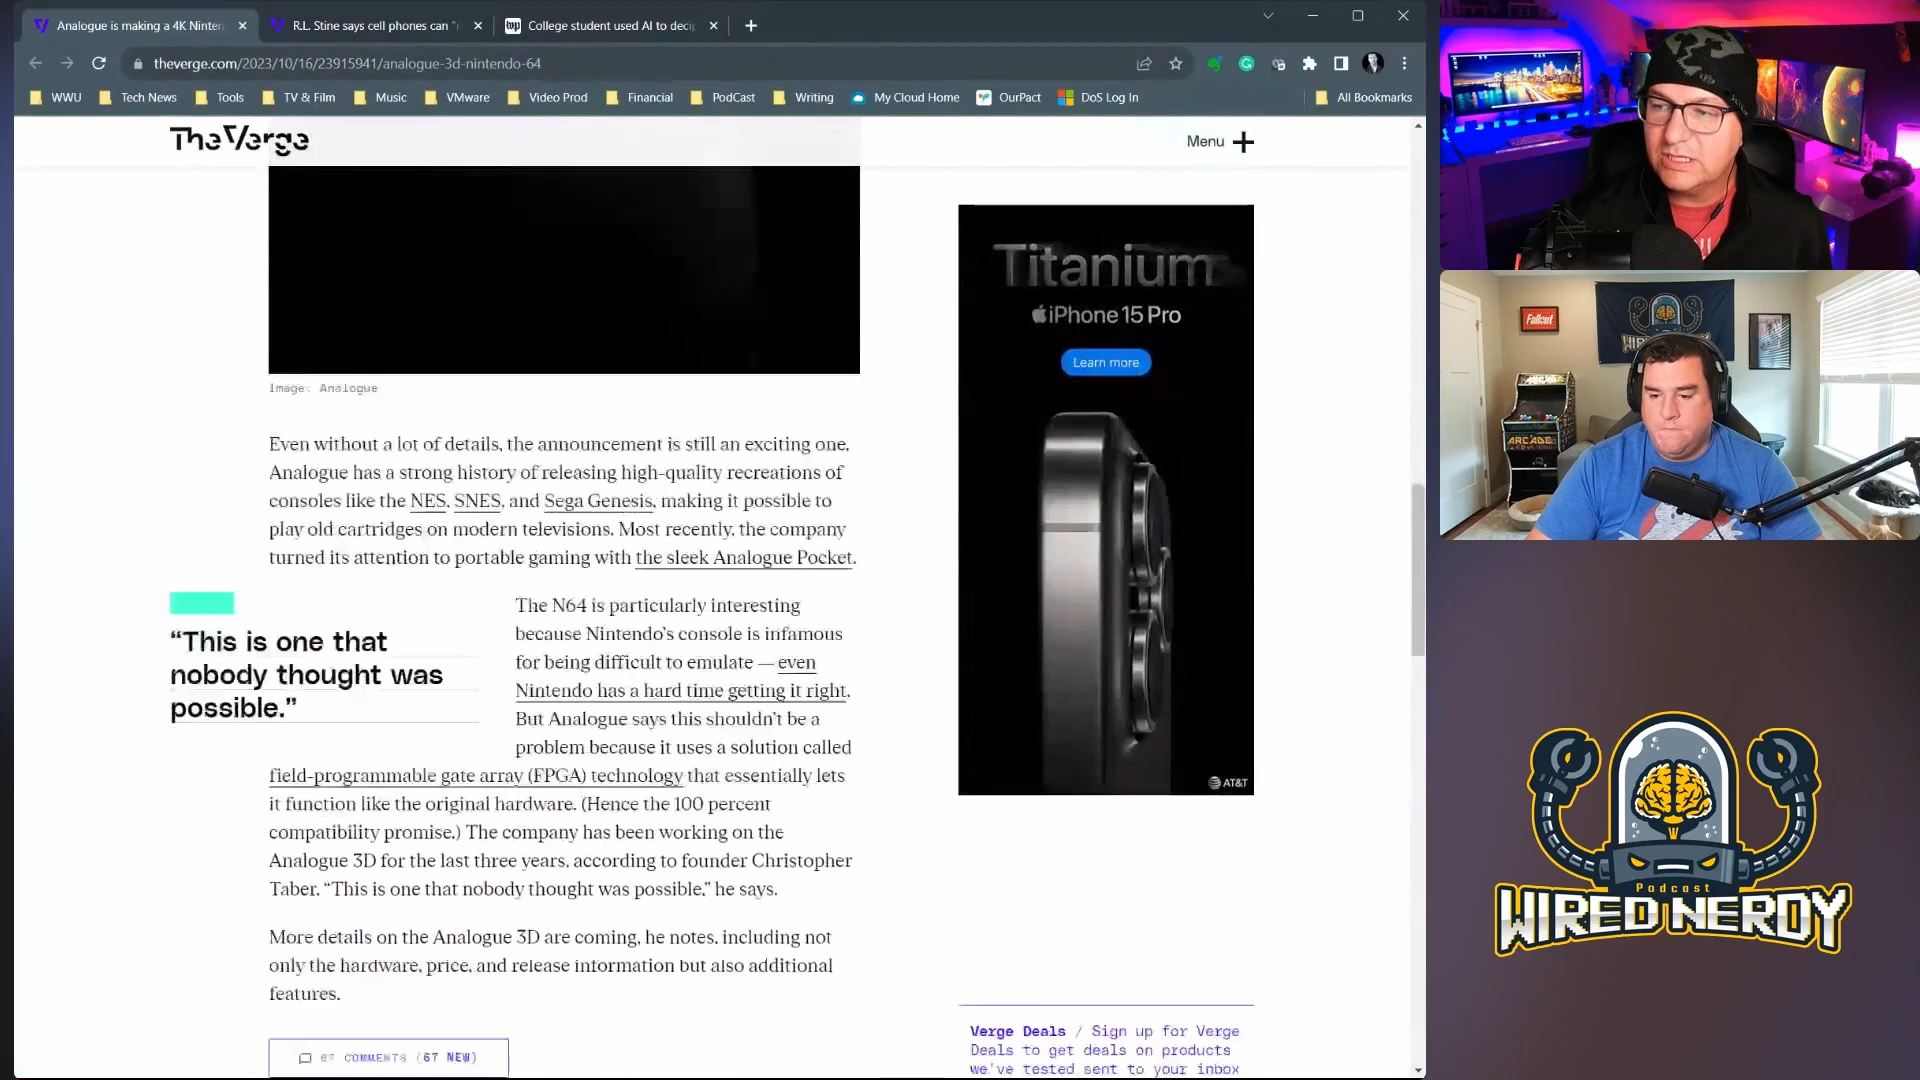 Analogue is making a 4K Ninten
R.L. Stine says cell phones can "r
College student used AI to deci
theverge.com/2023/10/16/23915941/analogue-3d-nintendo-64
WWU
Tech News
Tools
TV & Film
Music
VMware
Video Prod
Financial
PodCast
Writing
My Cloud Home
OurPact
DoS Log In
All Bookmarks
The Verge
Menu
Image: Analogue
Even without a lot of details, the announcement is still an exciting one.
Analogue has a strong history of releasing high-quality recreations of
consoles like the NES, SNES, and Sega Genesis, making it possible to
play old cartridges on modern televisions. Most recently, the company
turned its attention to portable gaming with the sleek Analogue Pocket.
"This is one that
nobody thought was
possible."
The N64 is particularly interesting
because Nintendo's console is infamous
for being difficult to emulate — even
Nintendo has a hard time getting it right.
But Analogue says this shouldn't be a
problem because it uses a solution called
field-programmable gate array (FPGA) technology that essentially lets
it function like the original hardware. (Hence the 100 percent
compatibility promise.) The company has been working on the
Analogue 3D for the last three years, according to founder Christopher
Taber. "This is one that nobody thought was possible," he says.
More details on the Analogue 3D are coming, he notes, including not
only the hardware, price, and release information but also additional
features.
67 COMMENTS (67 NEW)
Titanium
iPhone 15 Pro
Learn more
AT&T
Verge Deals / Sign up for Verge
Deals to get deals on products
we've tested sent to your inbox
Fallout
ARCADE
Podcast
WIRED NERDY